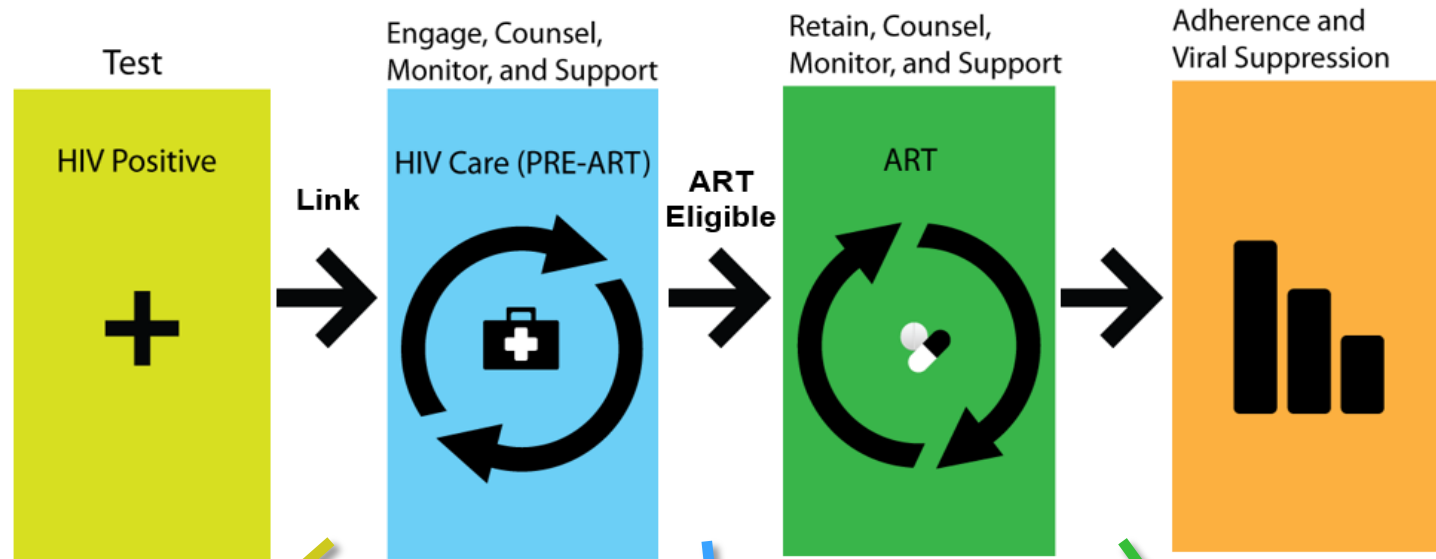 Test
HIV Positive
Link
Engage, Counsel,
Monitor, and Support
HIV Care (PRE-ART)
ART
Eligible
Retain, Counsel,
Monitor, and Support
ART
Adherence and
Viral Suppression